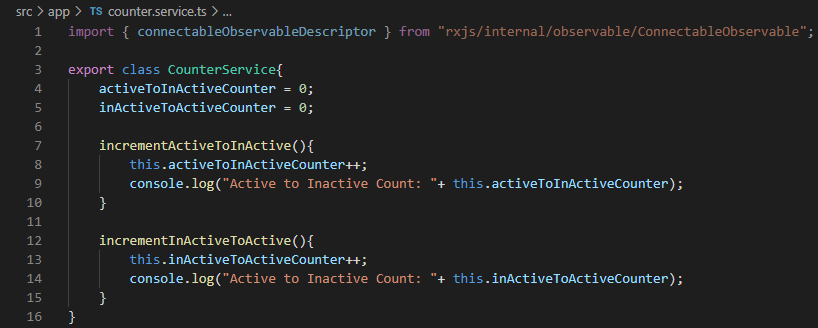 src > app > TS counter.service.ts > ...
1 import { connectableObservableDescriptor } from "rxjs/internal/observable/ConnectableObservable";
2
3 export class CounterService{
4     activeToInActiveCounter = 0;
5     inActiveToActiveCounter = 0;
6
7     incrementActiveToInActive(){
8         this.activeToInActiveCounter++;
9         console.log("Active to Inactive Count: "+ this.activeToInActiveCounter);
10     }
11
12     incrementInActiveToActive(){
13         this.inActiveToActiveCounter++;
14         console.log("Active to Inactive Count: "+ this.inActiveToActiveCounter);
15     }
16 }